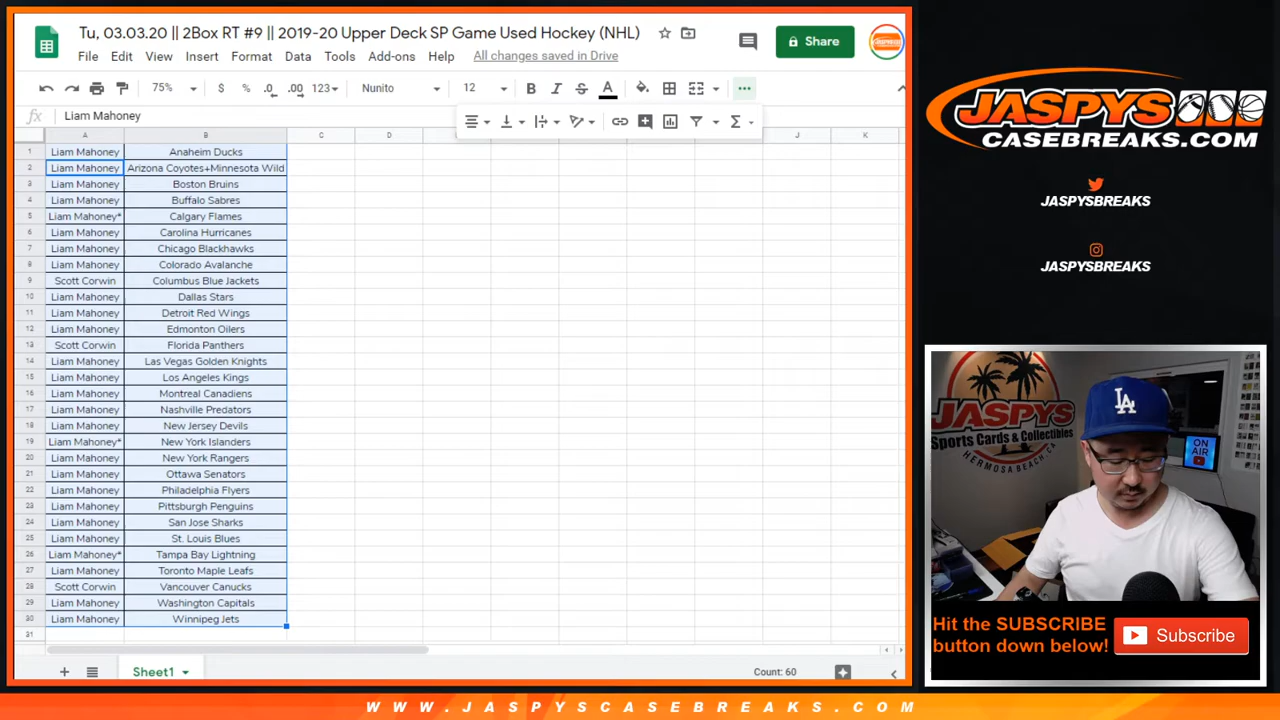 Tu, 03.03.20 || 2Box RT #9 || 2019-20 Upper Deck SP Game Used Hockey (NHL)
File Edit View Insert Format Data Tools Add-ons Help All changes saved in Drive
Share
75% $ % .0 .00 123 Nunito 12 B I S A
fx Liam Mahoney
A B C D J K
1 Liam Mahoney Anaheim Ducks
2 Liam Mahoney Arizona Coyotes+Minnesota Wild
3 Liam Mahoney Boston Bruins
4 Liam Mahoney Buffalo Sabres
5 Liam Mahoney* Calgary Flames
6 Liam Mahoney Carolina Hurricanes
7 Liam Mahoney Chicago Blackhawks
8 Liam Mahoney Colorado Avalanche
9 Scott Corwin Columbus Blue Jackets
10 Liam Mahoney Dallas Stars
11 Liam Mahoney Detroit Red Wings
12 Liam Mahoney Edmonton Oilers
13 Scott Corwin Florida Panthers
14 Liam Mahoney Las Vegas Golden Knights
15 Liam Mahoney Los Angeles Kings
16 Liam Mahoney Montreal Canadiens
17 Liam Mahoney Nashville Predators
18 Liam Mahoney New Jersey Devils
19 Liam Mahoney* New York Islanders
20 Liam Mahoney New York Rangers
21 Liam Mahoney Ottawa Senators
22 Liam Mahoney Philadelphia Flyers
23 Liam Mahoney Pittsburgh Penguins
24 Liam Mahoney San Jose Sharks
25 Liam Mahoney St. Louis Blues
26 Liam Mahoney* Tampa Bay Lightning
27 Liam Mahoney Toronto Maple Leafs
28 Scott Corwin Vancouver Canucks
29 Liam Mahoney Washington Capitals
30 Liam Mahoney Winnipeg Jets
31
Sheet1
Count: 60
JASPYS
CASEBREAKS.COM
JASPYSBREAKS
JASPYSBREAKS
JASPYS
Sports Cards & Collectibles
HERMOSA BEACH, CA
LA
ON AIR
Hit the SUBSCRIBE
button down below!
Subscribe
WWW.JASPYSCASEBREAKS.COM